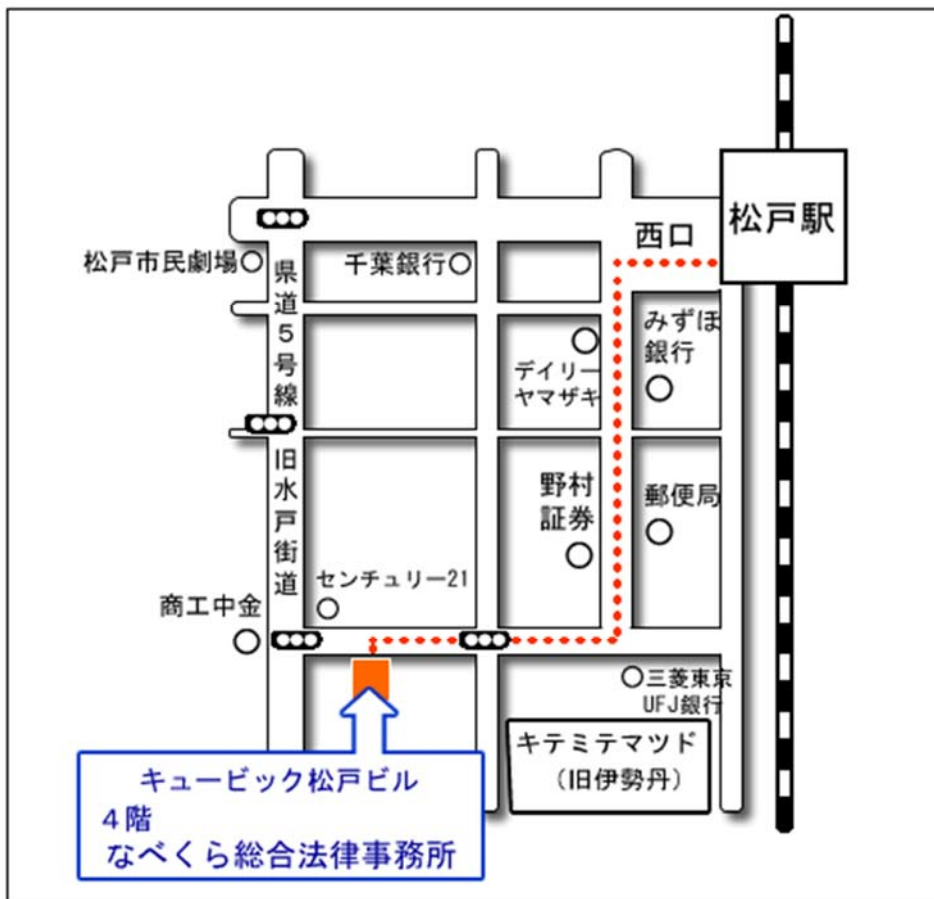 松戸駅
西口
松戸市民劇場
千葉銀行
県道5号線
みずほ
銀行
デイリー
ヤマザキ
旧水戸街道
野村
証券
郵便局
センチュリー21
商工中金
三菱東京
UFJ銀行
キテミテマツド
(旧伊勢丹)
キュービック松戸ビル
4階
なべくら総合法律事務所